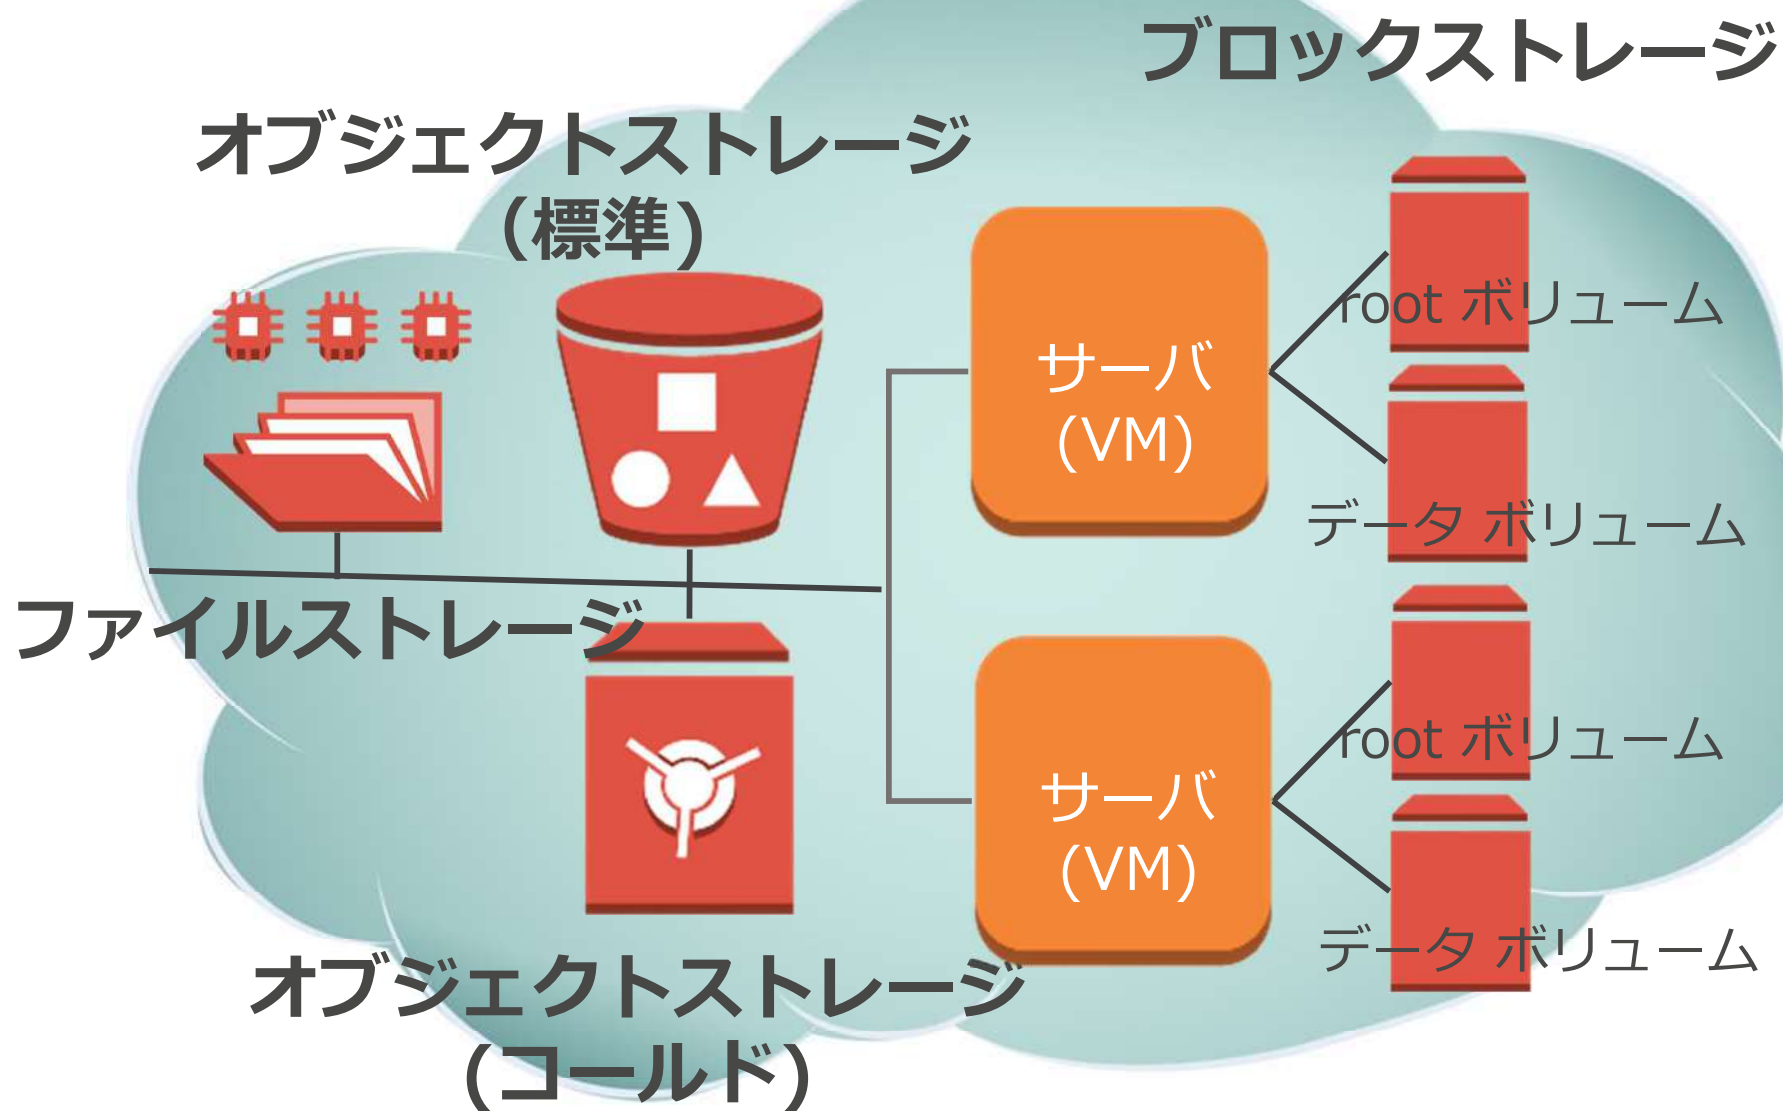 ブロックストレージ
オブジェクトストレージ
(標準)
root ボリューム
サーバ
(VM)
データ ボリューム
ファイルストレージ
root ボリューム
サーバ
(VM)
データ ボリューム
オブジェクトストレージ
(コールド)